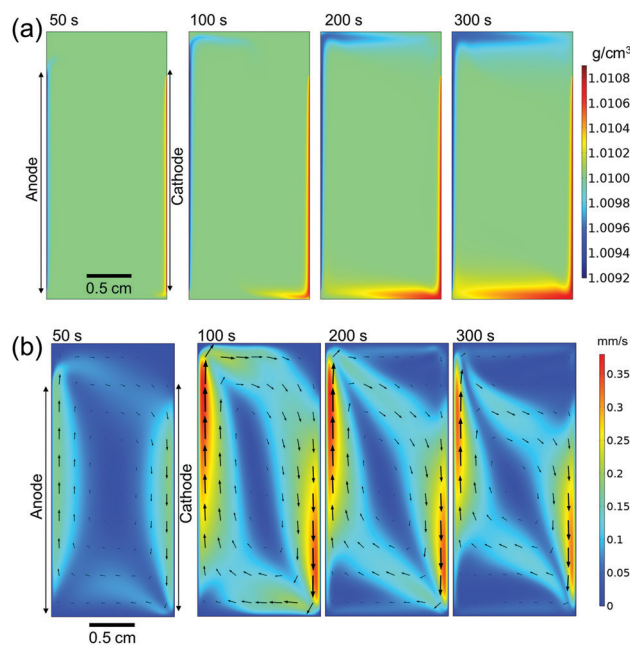 (a)
50 s
100 s
200 s
300 s
g/cm³
1.0108
1.0106
1.0104
1.0102
1.0100
1.0098
1.0096
1.0094
1.0092
Anode
Cathode
0.5 cm
(b)
50 s
100 s
200 s
300 s
mm/s
0.35
0.3
0.25
0.2
0.15
0.1
0.05
0
Anode
Cathode
0.5 cm